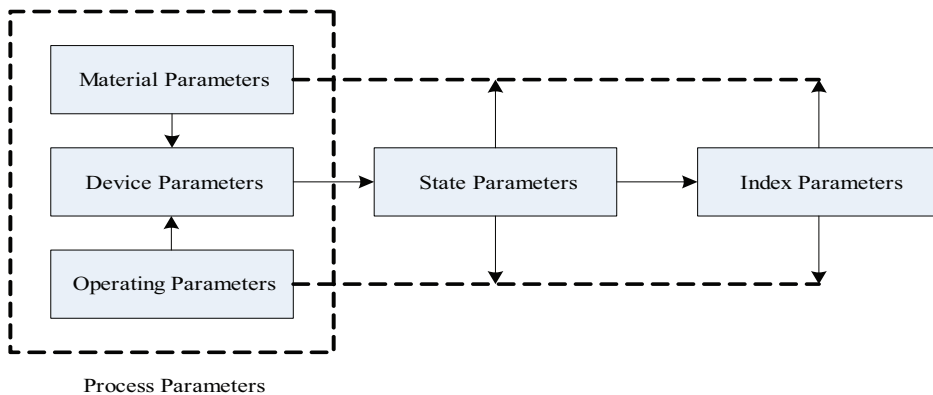 Material Parameters
Device Parameters
State Parameters
Index Parameters
Operating Parameters
Process Parameters